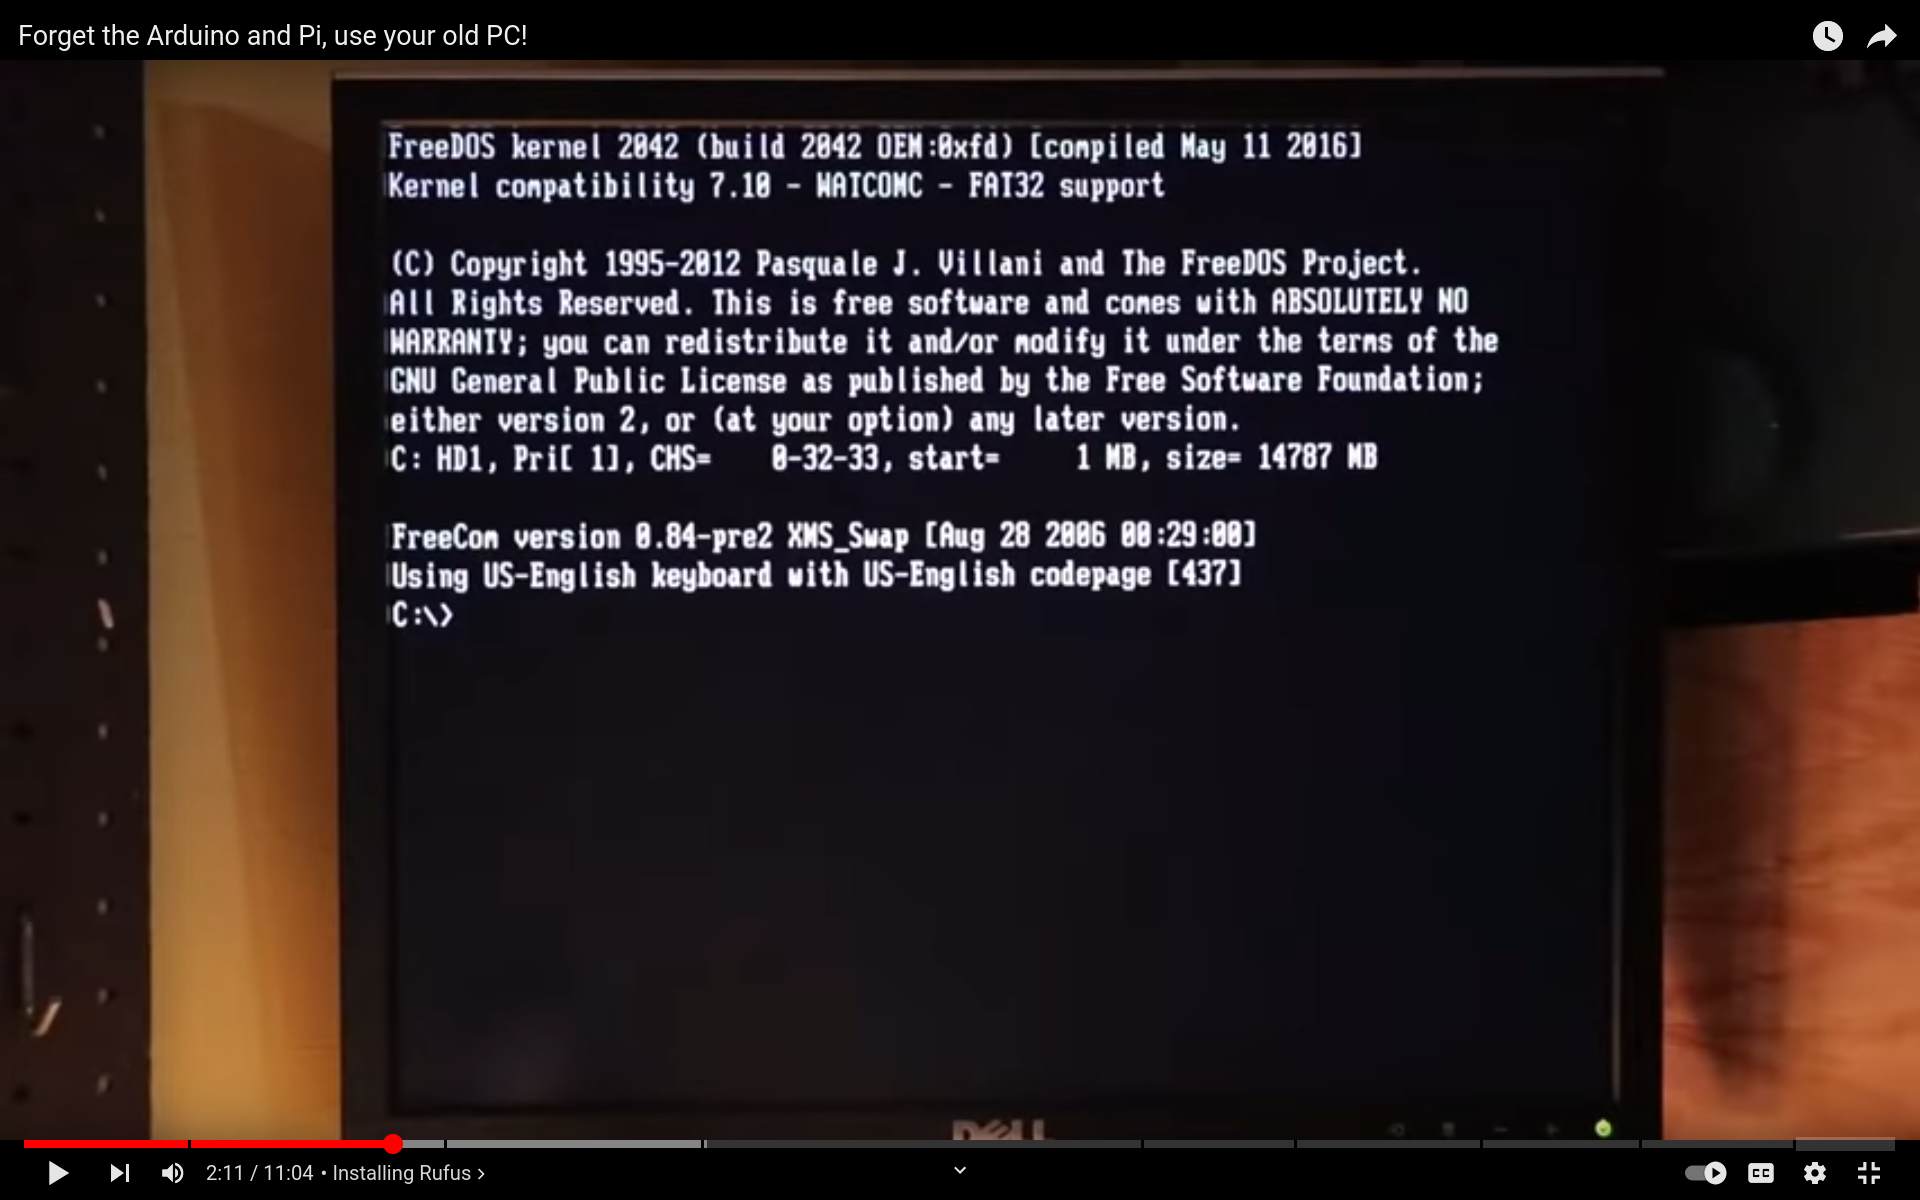 Forget the Arduino and Pi, use your old PC!
FreeDOS kernel 2042 (build 2042 OEM:0xfd) [compiled May 11 2016]
Kernel compatibility 7.10 - WATCOMC - FAT32 support
(C) Copyright 1995-2012 Pasquale J. Villani and The FreeDOS Project.
All Rights Reserved. This is free software and comes with ABSOLUTELY NO
WARRANTY; you can redistribute it and/or modify it under the terms of the
GNU General Public License as published by the Free Software Foundation;
either version 2, or (at your option) any later version.
C: HD1, Pri[ 1], CHS=    0-32-33, start=     1 MB, size= 14787 MB
FreeCom version 0.84-pre2 XMS_Swap [Aug 28 2006 00:29:00]
Using US-English keyboard with US-English codepage [437]
C:\>
DELL
2:11 / 11:04 • Installing Rufus ›
CC